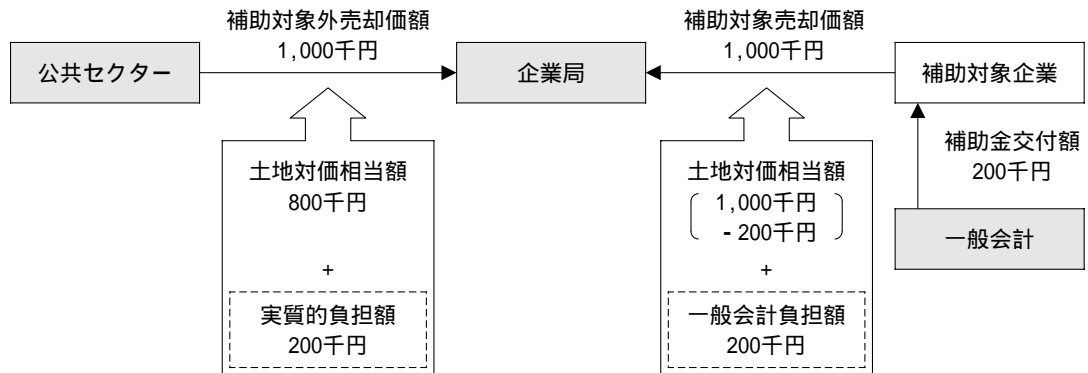 補助対象外売却価額
1,000千円
補助対象売却価額
1,000千円
公共セクター
企業局
補助対象企業
補助金交付額
200千円
一般会計
土地対価相当額
800千円
+
実質的負担額
200千円
土地対価相当額
1,000千円
- 200千円
+
一般会計負担額
200千円